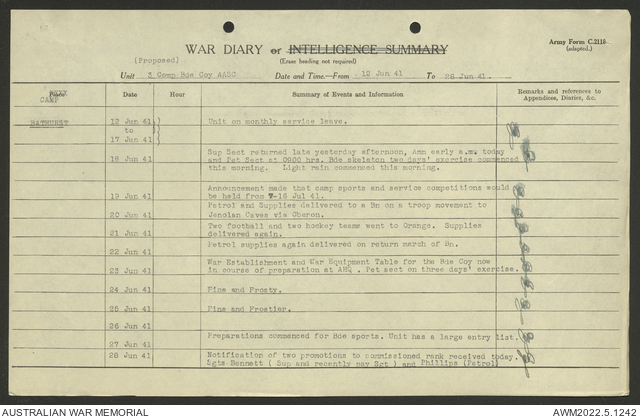 Army Form C.2118
(adapted.)
WAR DIARY or INTELLIGENCE SUMMARY
(Proposed) (Erase heading not required)
Unit 3 Camp Bde Coy AASC Date and Time—From 12 Jun 41 To 28 Jun 41.
Place Date Hour Summary of Events and Information Remarks and references to
CAMP Appendices, Diaries, &c.
BATHURST 12 Jun 41) Unit on monthly service leave.
to )
17 Jun 41)
Sup Sect returned late yesterday afternoon, Amn early a.m. today
18 Jun 41 and Pet Sect at 0900 hrs. Bde skeleton two days' exercise commenced
this morning. Light rain commenced this morning.
Announcement made that camp sports and service competitions would
19 Jun 41 be held from 7-18 Jul 41.
Patrol and Supplies delivered to a Bn on a troop movement to
20 Jun 41 Jenolan Caves via Oberon.
Two football and two hockey teams went to Orange. Supplies
21 Jun 41 delivered again.
Petrol supplies again delivered on return march of Bn.
22 Jun 41
War Establishment and War Equipment Table for the Bde Coy now
23 Jun 41 in course of preparation at AHQ . Pet sect on three days' exercise.
24 Jun 41 Fine and Frosty.
25 Jun 41 Fine and Frostier.
26 Jun 41
Preparations commenced for Bde sports. Unit has a large entry list.
27 Jun 41
28 Jun 41 Notification of two promotions to commissioned rank received today.
Sgts Bennett ( Sup and recently pay Sgt ) and Phillips (Patrol)
AUSTRALIAN WAR MEMORIAL AWM2022.5.1242